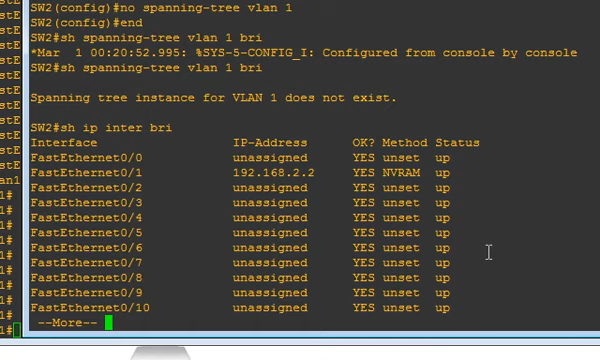 SW2(config)#no spanning-tree vlan 1
SW2(config)#end
SW2#sh spanning-tree vlan 1 bri
*Mar  1 00:20:52.995: %SYS-5-CONFIG_I: Configured from console by console
SW2#sh spanning-tree vlan 1 bri
Spanning tree instance for VLAN 1 does not exist.
SW2#sh ip inter bri
Interface IP-Address OK? Method Status
FastEthernet0/0 unassigned YES unset up
FastEthernet0/1 192.168.2.2 YES NVRAM up
FastEthernet0/2 unassigned YES unset up
FastEthernet0/3 unassigned YES unset up
FastEthernet0/4 unassigned YES unset up
FastEthernet0/5 unassigned YES unset up
FastEthernet0/6 unassigned YES unset up
FastEthernet0/7 unassigned YES unset up
FastEthernet0/8 unassigned YES unset up
FastEthernet0/9 unassigned YES unset up
FastEthernet0/10 unassigned YES unset up
--More--